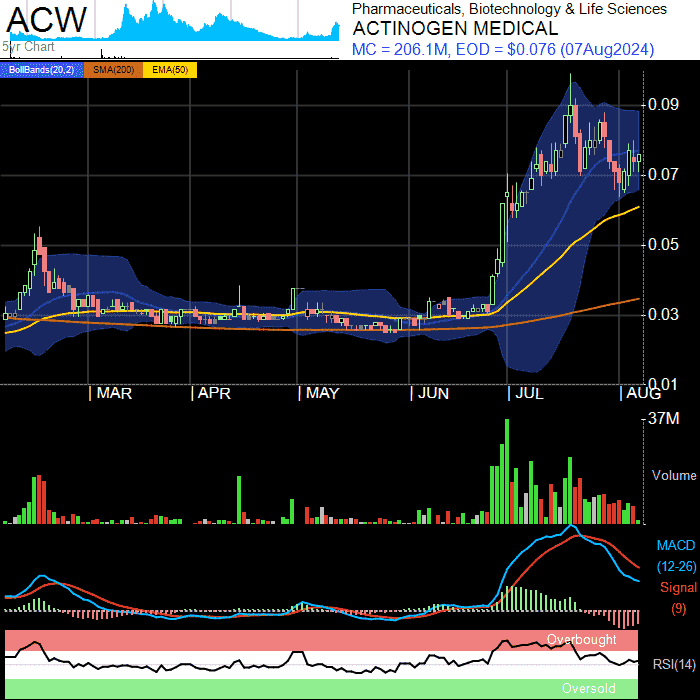 ACW
Pharmaceuticals, Biotechnology & Life Sciences
ACTINOGEN MEDICAL
5yr Chart
MC = 206.1M, EOD = $0.076 (07Aug2024)
BollBands(20,2) SMA(200) EMA(50)
0.09
0.07
0.05
0.03
0.01
MAR APR MAY JUN JUL AUG
37M
Volume
MACD
(12-26)
Signal
(9)
Overbought
RSI(14)
Oversold